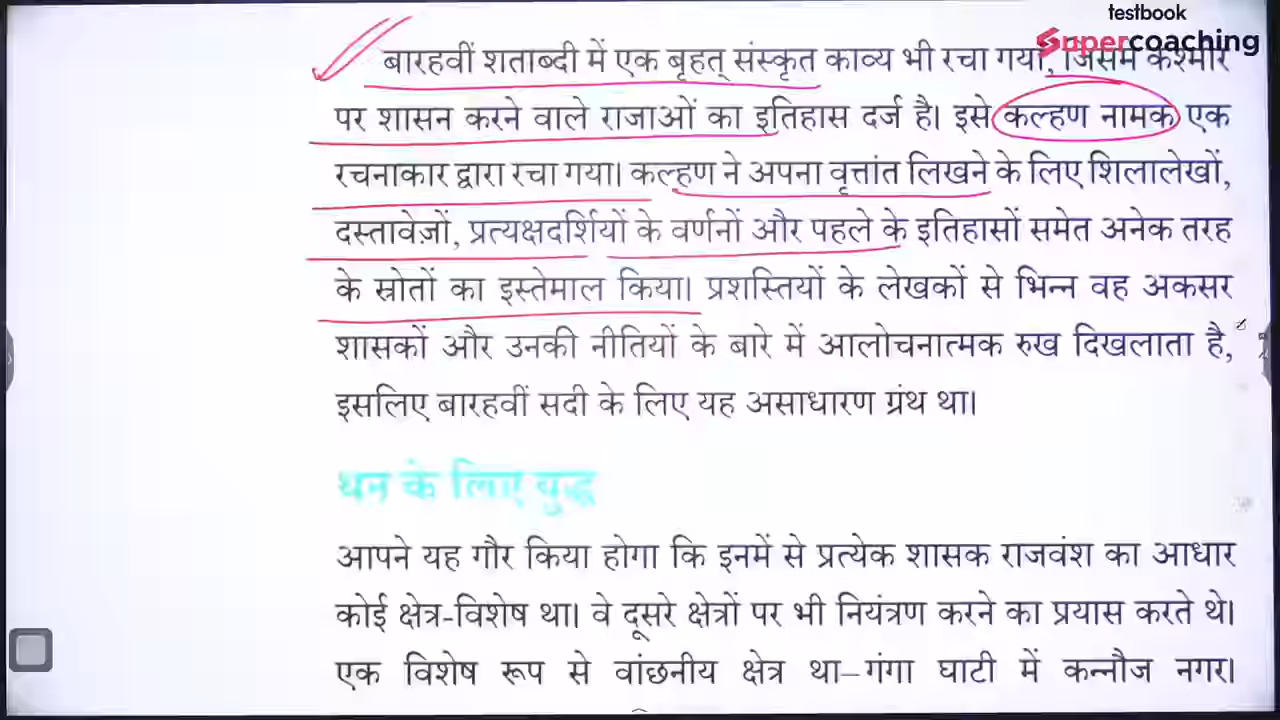 testbook
Supercoaching
बारहवीं शताब्दी में एक बृहत् संस्कृत काव्य भी रचा गया, जिसमें कश्मीर
पर शासन करने वाले राजाओं का इतिहास दर्ज है। इसे कल्हण नामक एक
रचनाकार द्वारा रचा गया। कल्हण ने अपना वृत्तांत लिखने के लिए शिलालेखों,
दस्तावेज़ों, प्रत्यक्षदर्शियों के वर्णनों और पहले के इतिहासों समेत अनेक तरह
के स्रोतों का इस्तेमाल किया। प्रशस्तियों के लेखकों से भिन्न वह अकसर
शासकों और उनकी नीतियों के बारे में आलोचनात्मक रुख दिखलाता है,
इसलिए बारहवीं सदी के लिए यह असाधारण ग्रंथ था।
धन के लिए युद्ध
आपने यह गौर किया होगा कि इनमें से प्रत्येक शासक राजवंश का आधार
कोई क्षेत्र-विशेष था। वे दूसरे क्षेत्रों पर भी नियंत्रण करने का प्रयास करते थे।
एक विशेष रूप से वांछनीय क्षेत्र था–गंगा घाटी में कन्नौज नगर।